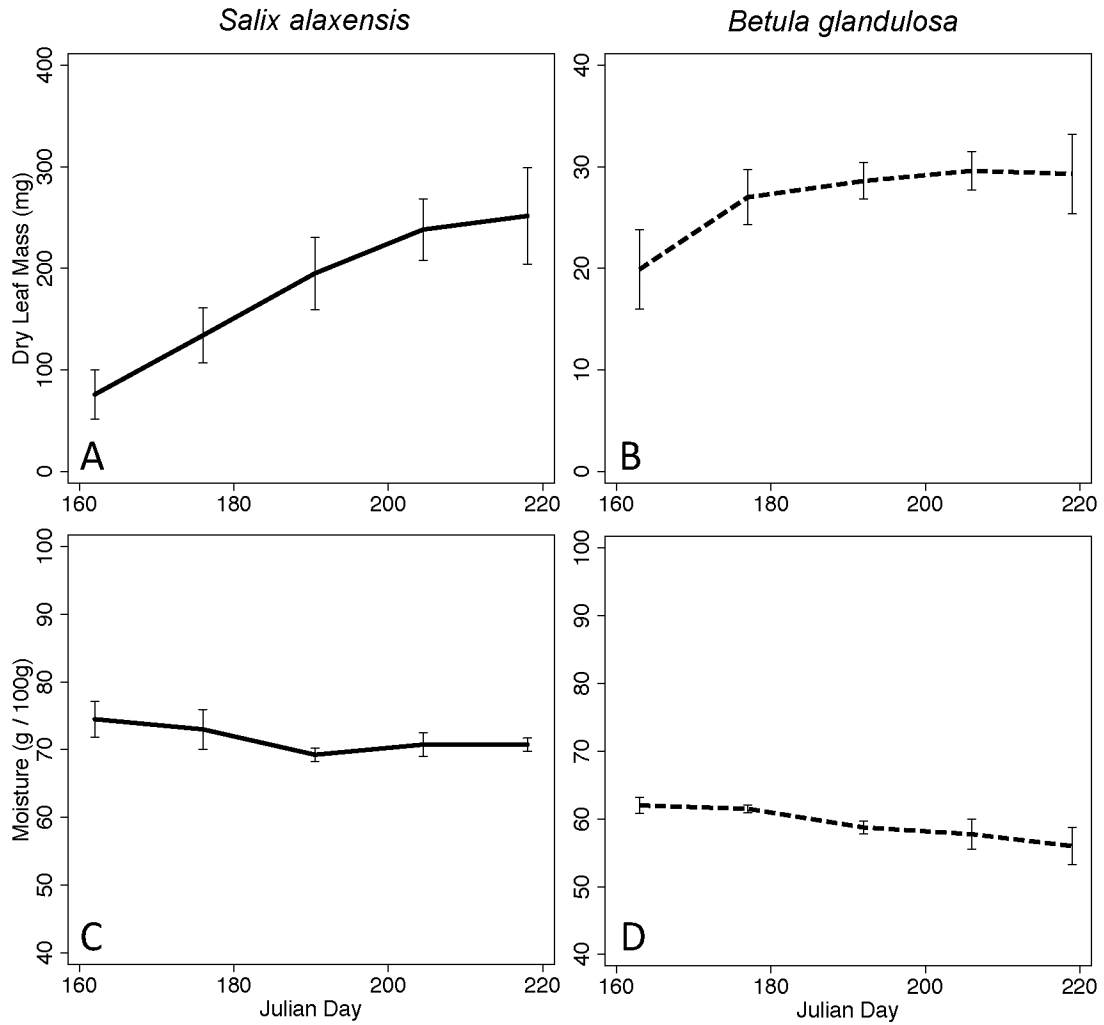 Salix alaxensis
Betula glandulosa
Dry Leaf Mass (mg)
400
300
200
100
0
A
160 180 200 220
40
30
20
10
0
B
160 180 200 220
Moisture (g / 100g)
100
90
80
70
60
50
40
C
160 180 200 220
Julian Day
100
90
80
70
60
50
40
D
160 180 200 220
Julian Day